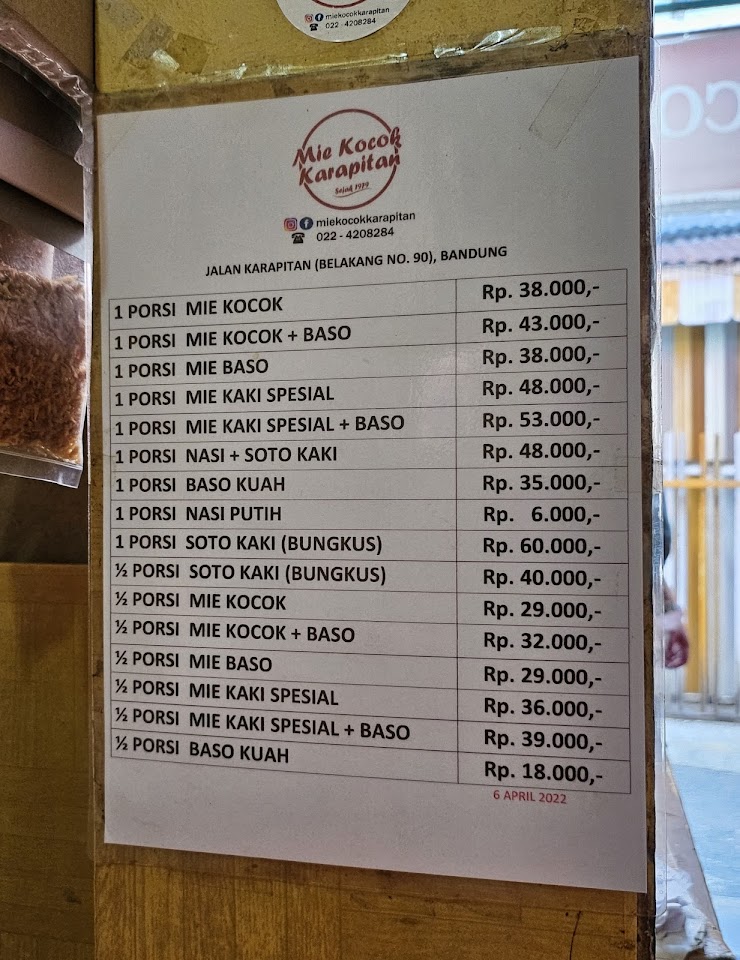 miekocokkarapitan
022 - 4208284
Mie Kocok
Karapitan
Sejak 1979
miekocokkarapitan
022 - 4208284
JALAN KARAPITAN (BELAKANG NO. 90), BANDUNG
1 PORSI MIE KOCOK Rp. 38.000,-
1 PORSI MIE KOCOK + BASO Rp. 43.000,-
1 PORSI MIE BASO Rp. 38.000,-
1 PORSI MIE KAKI SPESIAL Rp. 48.000,-
1 PORSI MIE KAKI SPESIAL + BASO Rp. 53.000,-
1 PORSI NASI + SOTO KAKI Rp. 48.000,-
1 PORSI BASO KUAH Rp. 35.000,-
1 PORSI NASI PUTIH Rp. 6.000,-
1 PORSI SOTO KAKI (BUNGKUS) Rp. 60.000,-
½ PORSI SOTO KAKI (BUNGKUS) Rp. 40.000,-
½ PORSI MIE KOCOK Rp. 29.000,-
½ PORSI MIE KOCOK + BASO Rp. 32.000,-
½ PORSI MIE BASO Rp. 29.000,-
½ PORSI MIE KAKI SPESIAL Rp. 36.000,-
½ PORSI MIE KAKI SPESIAL + BASO Rp. 39.000,-
½ PORSI BASO KUAH Rp. 18.000,-
6 APRIL 2022